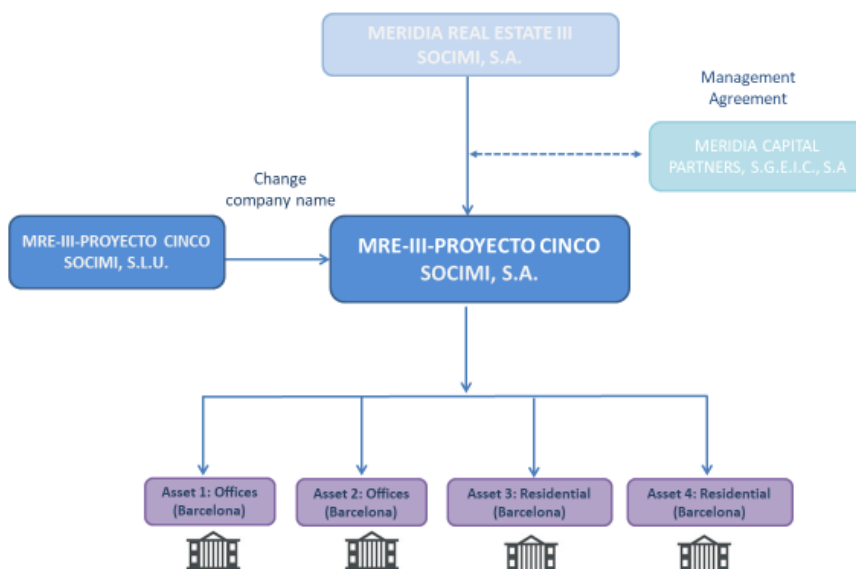 MERIDIA REAL ESTATE III
SOCIMI, S.A.
Management
Agreement
MERIDIA CAPITAL
PARTNERS, S.G.E.I.C., S.A
Change
company name
MRE-III-PROYECTO CINCO
SOCIMI, S.L.U.
MRE-III-PROYECTO CINCO
SOCIMI, S.A.
Asset 1: Offices
(Barcelona)
Asset 2: Offices
(Barcelona)
Asset 3: Residential
(Barcelona)
Asset 4: Residential
(Barcelona)